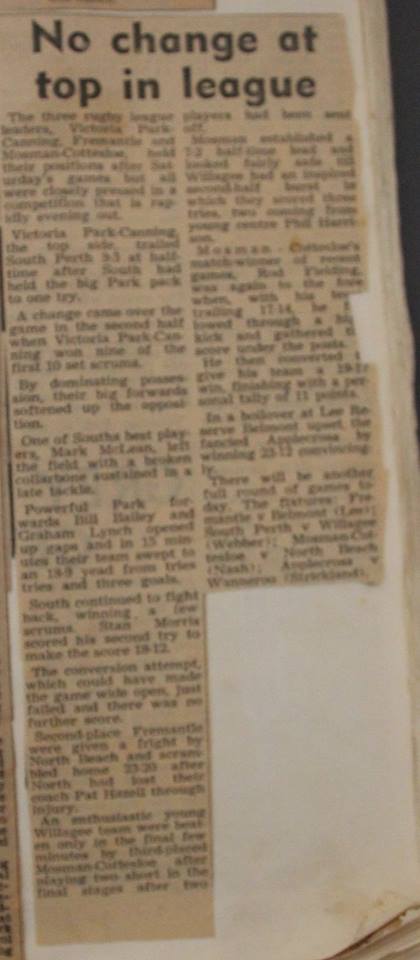 No change at
top in league
The three rugby league
leaders, Victoria Park-
Canning, Fremantle and
Mosman-Cottesloe, held
their positions after Sat-
urday's games but all
were closely pressed in a
competition that is rap-
idly evening out.
Victoria Park-Canning,
the top side, trailed
South Perth 9-3 at half-
time after South had
held the big Park pack
to one try.
A change came over the
game in the second half
when Victoria Park-Can-
ning won nine of the
first 10 set scrums.
By dominating posses-
sion, their big forwards
softened up the opposi-
tion.
One of Souths best play-
ers, Mark McLean, left
the field with a broken
collarbone sustained in a
late tackle.
Powerful Park for-
wards Bill Bailey and
Graham Lynch opened
up gaps and in 15 min-
utes their team swept to
an 18-9 lead from tries
tries and three goals.
South continued to fight
back, winning a few
scrums. Stan Morris
scored his second try to
make the score 18-12.
The conversion attempt,
which could have made
the game wide open, just
failed and there was no
further score.
Second-place Fremantle
were given a fright by
North Beach and scram-
bled home 23-20 after
North had lost their
coach Pat through
injury.
An enthusiastic young
Willagee team were beat-
en only in the final few
minutes by third-placed
Mosman-Cottesloe after
playing two short in the
final stages after two
players had been sent
off.
Mosman established a
7-2 half-time lead and
looked fairly safe till
Willagee had an inspired
second-half burst in
which they scored three
tries, two coming from
young centre Phil Harri-
son.
Mosman-Cottesloe's
match-winner of recent
games, Rod Fielding,
was again to the fore
when, with his
trailing 17-14, he
lowed through a
kick and gathered
score under the posts.
He then converted
give his team a 19-17
win, finishing with a per-
sonal tally of 11 points.
In a boilover at Lee Re-
serve Belmont upset the
fancied Applecross by
winning 23-12 convincing-
ly.
There will be another
full round of games to-
day. The fixtures: Fre-
mantle v Belmont (Lee);
South Perth v Willagee
(Webber); Mosman-Cot-
tesloe v North Beach
(Nash); Applecross v
Wanneroo (Strickland).